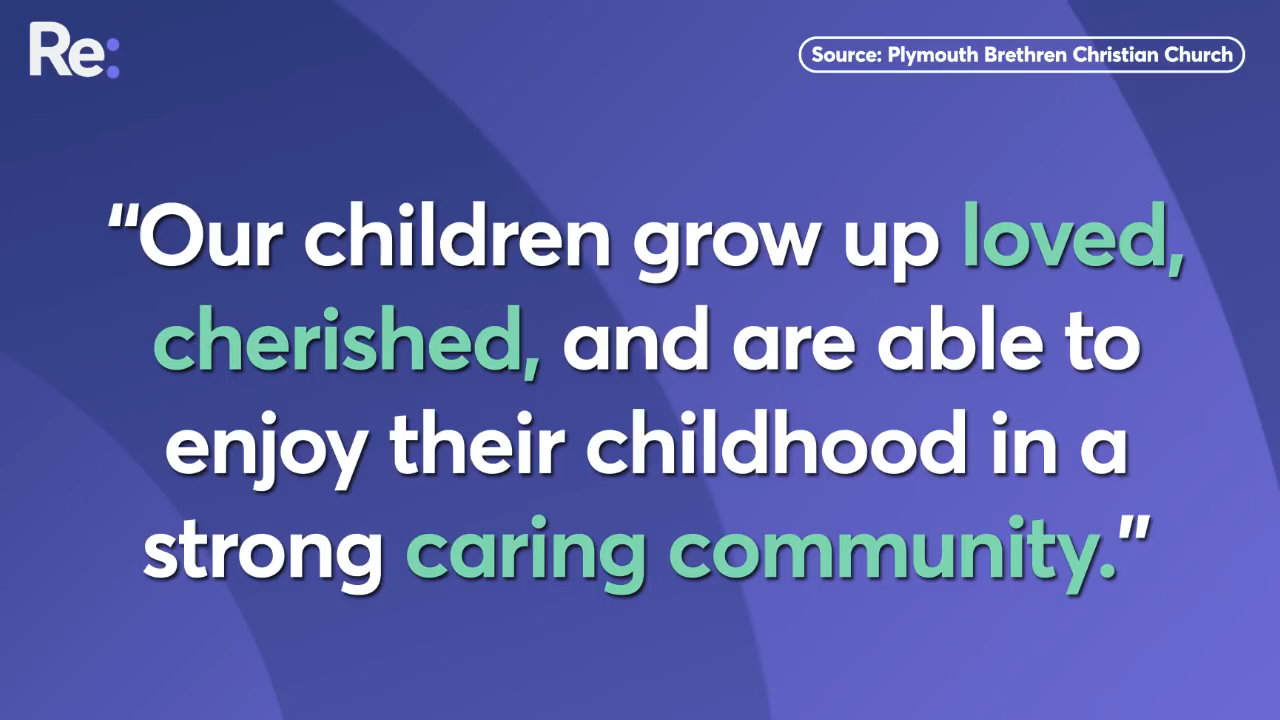 Re:
Source: Plymouth Brethren Christian Church
“Our children grow up loved,
cherished, and are able to
enjoy their childhood in a
strong caring community.”